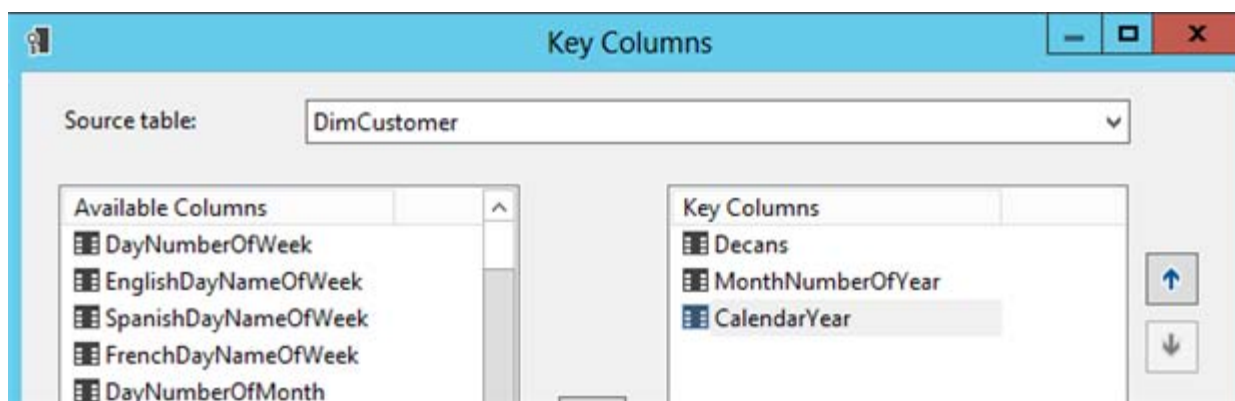 Key Columns
Source table: DimCustomer
Available Columns
DayNumberOfWeek
EnglishDayNameOfWeek
SpanishDayNameOfWeek
FrenchDayNameOfWeek
DayNumberOfMonth
Key Columns
Decans
MonthNumberOfYear
CalendarYear